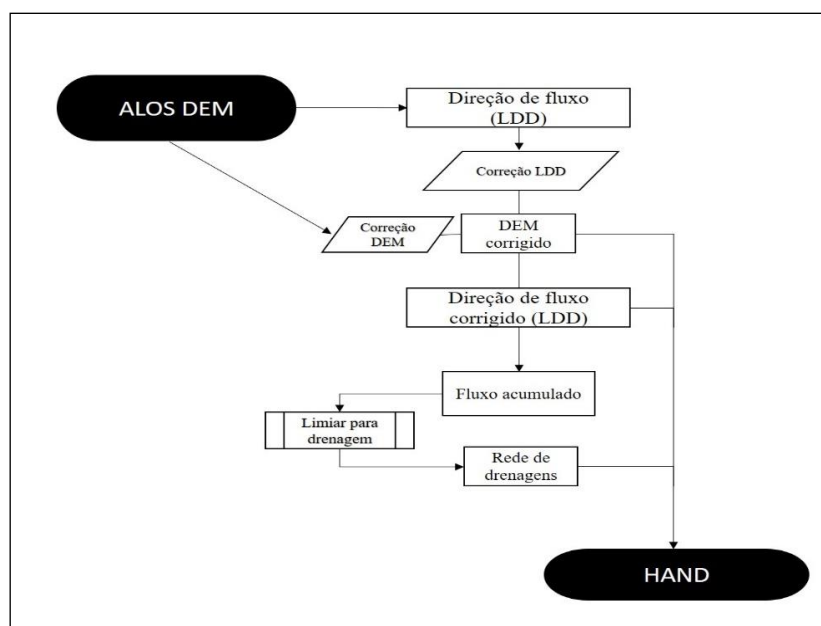 ALOS DEM
Direção de fluxo
(LDD)
Correção LDD
Correção
DEM
DEM
corrigido
Direção de fluxo
corrigido (LDD)
Fluxo acumulado
Limiar para
drenagem
Rede de
drenagens
HAND